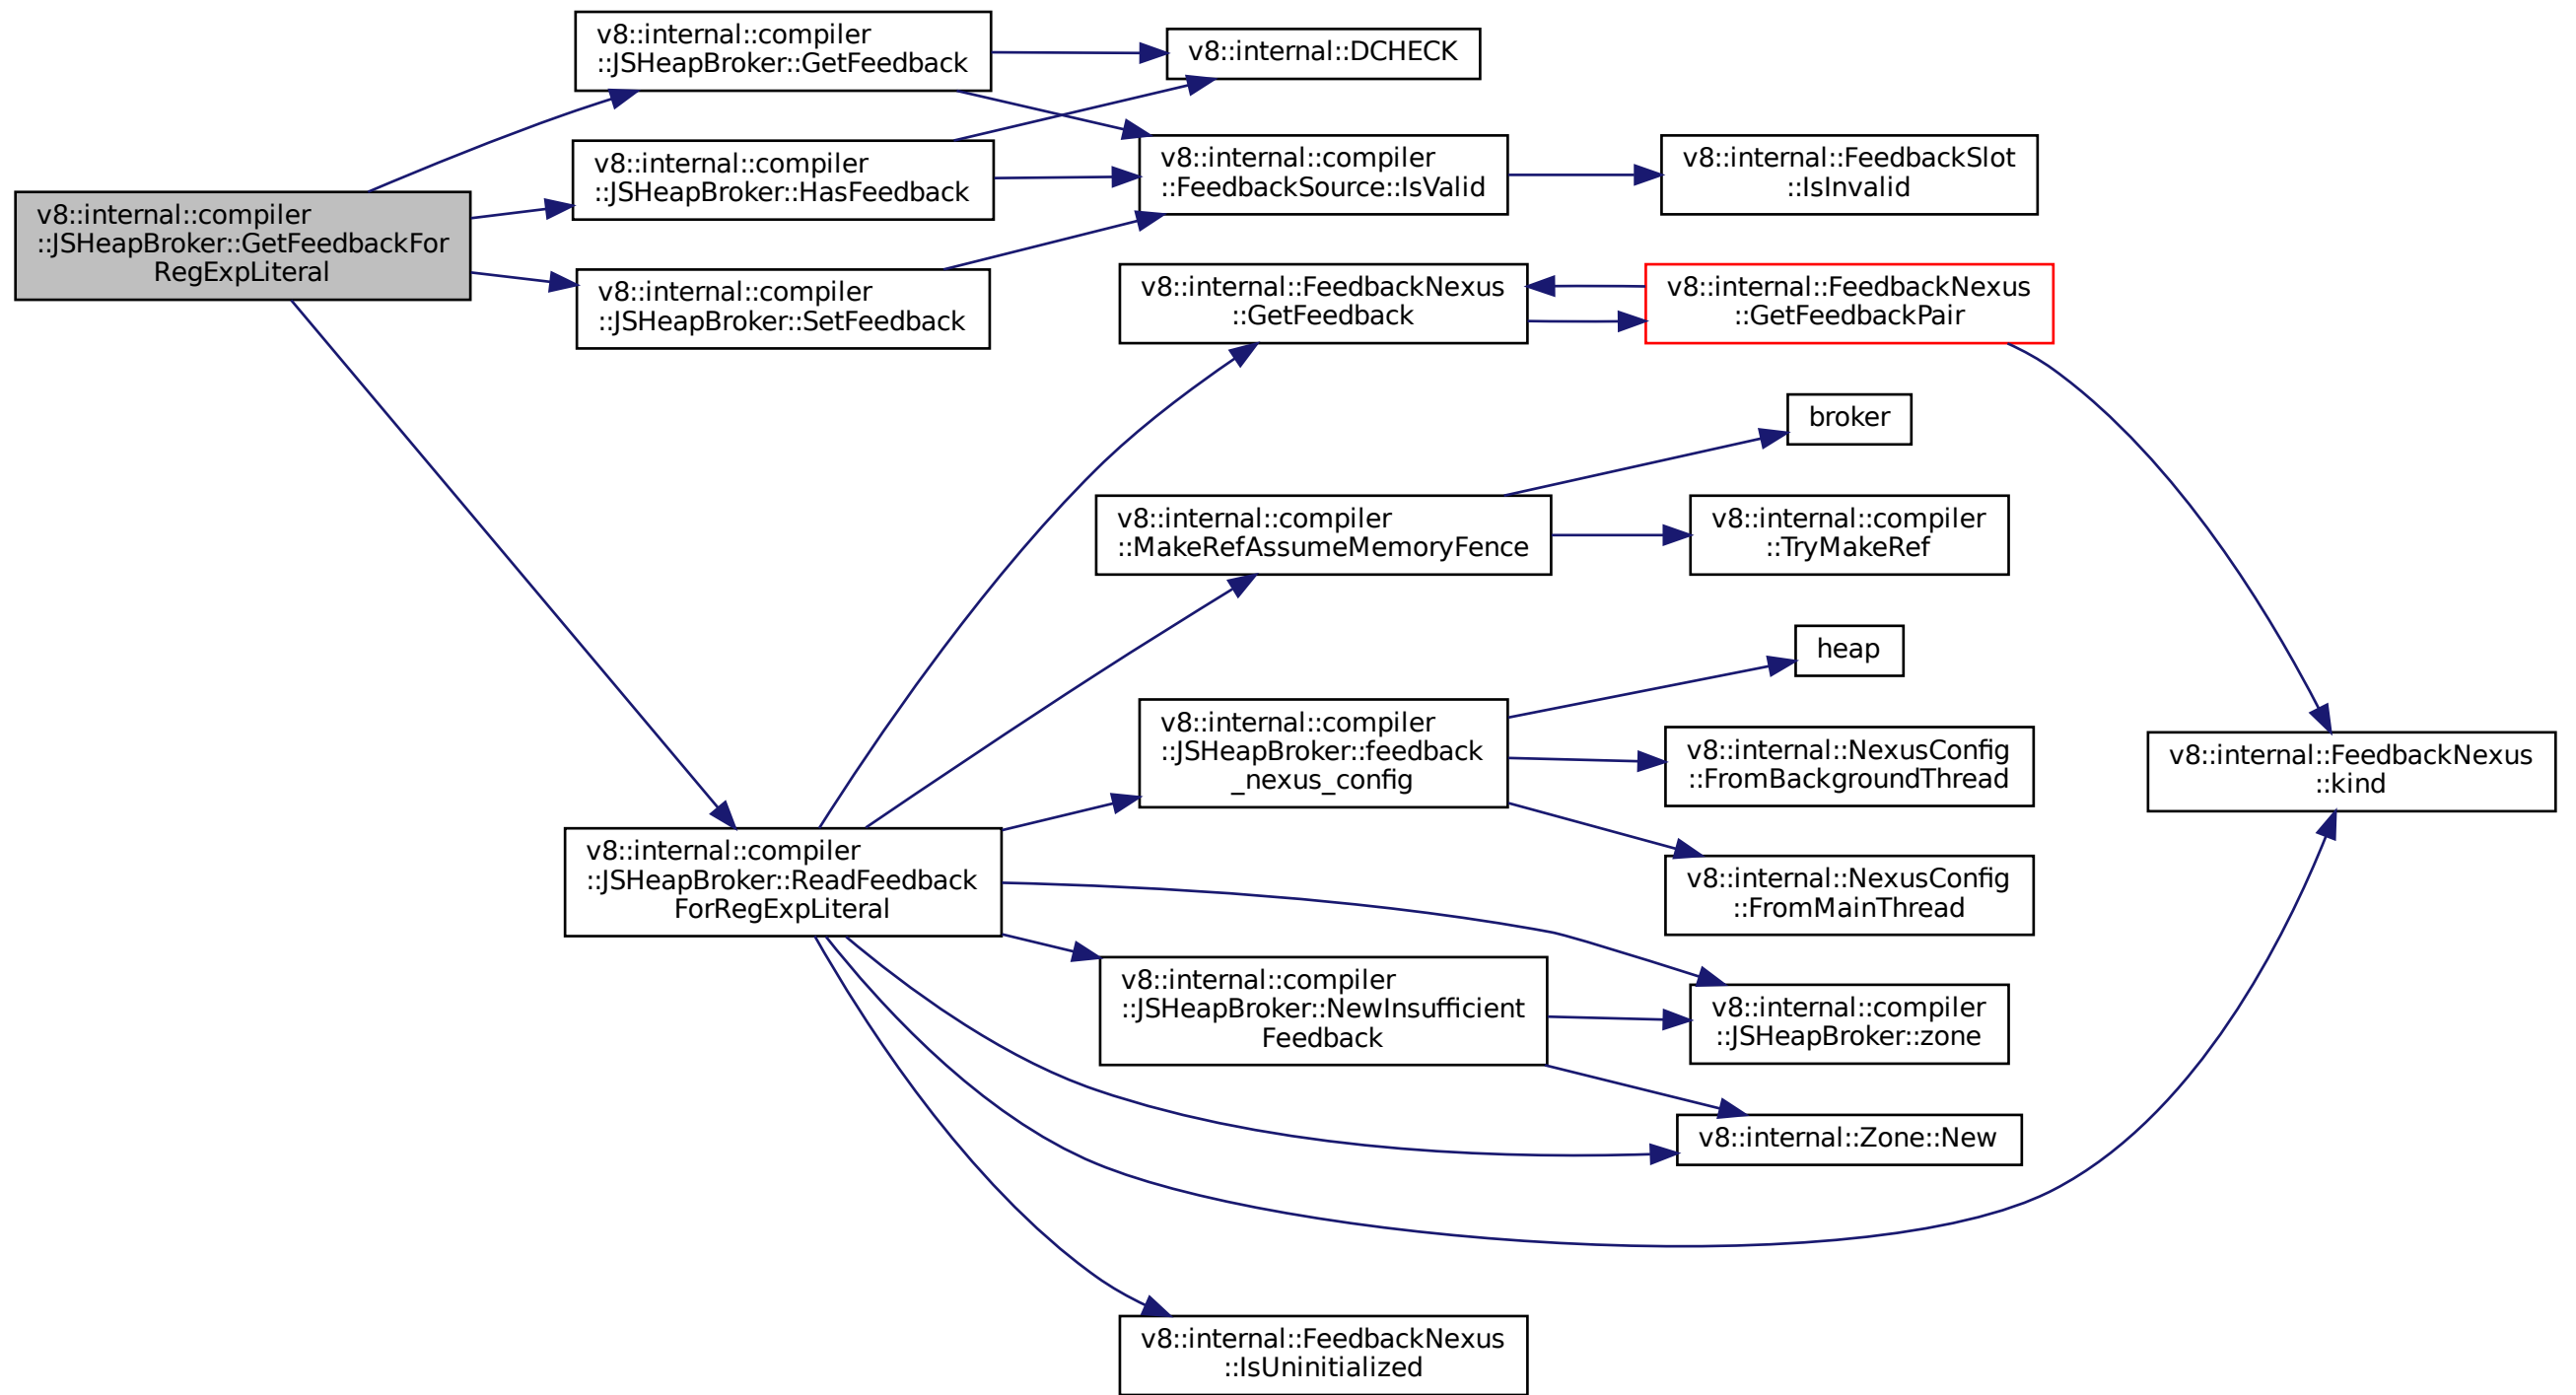 v8::internal::compiler
::JSHeapBroker::GetFeedbackFor
RegExpLiteral
v8::internal::compiler
::JSHeapBroker::GetFeedback
v8::internal::compiler
::JSHeapBroker::HasFeedback
v8::internal::compiler
::JSHeapBroker::SetFeedback
v8::internal::DCHECK
v8::internal::compiler
::FeedbackSource::IsValid
v8::internal::FeedbackSlot
::IsInvalid
v8::internal::FeedbackNexus
::GetFeedback
v8::internal::FeedbackNexus
::GetFeedbackPair
broker
v8::internal::compiler
::MakeRefAssumeMemoryFence
v8::internal::compiler
::TryMakeRef
heap
v8::internal::compiler
::JSHeapBroker::feedback
_nexus_config
v8::internal::NexusConfig
::FromBackgroundThread
v8::internal::NexusConfig
::FromMainThread
v8::internal::FeedbackNexus
::kind
v8::internal::compiler
::JSHeapBroker::ReadFeedback
ForRegExpLiteral
v8::internal::compiler
::JSHeapBroker::NewInsufficient
Feedback
v8::internal::compiler
::JSHeapBroker::zone
v8::internal::Zone::New
v8::internal::FeedbackNexus
::IsUninitialized